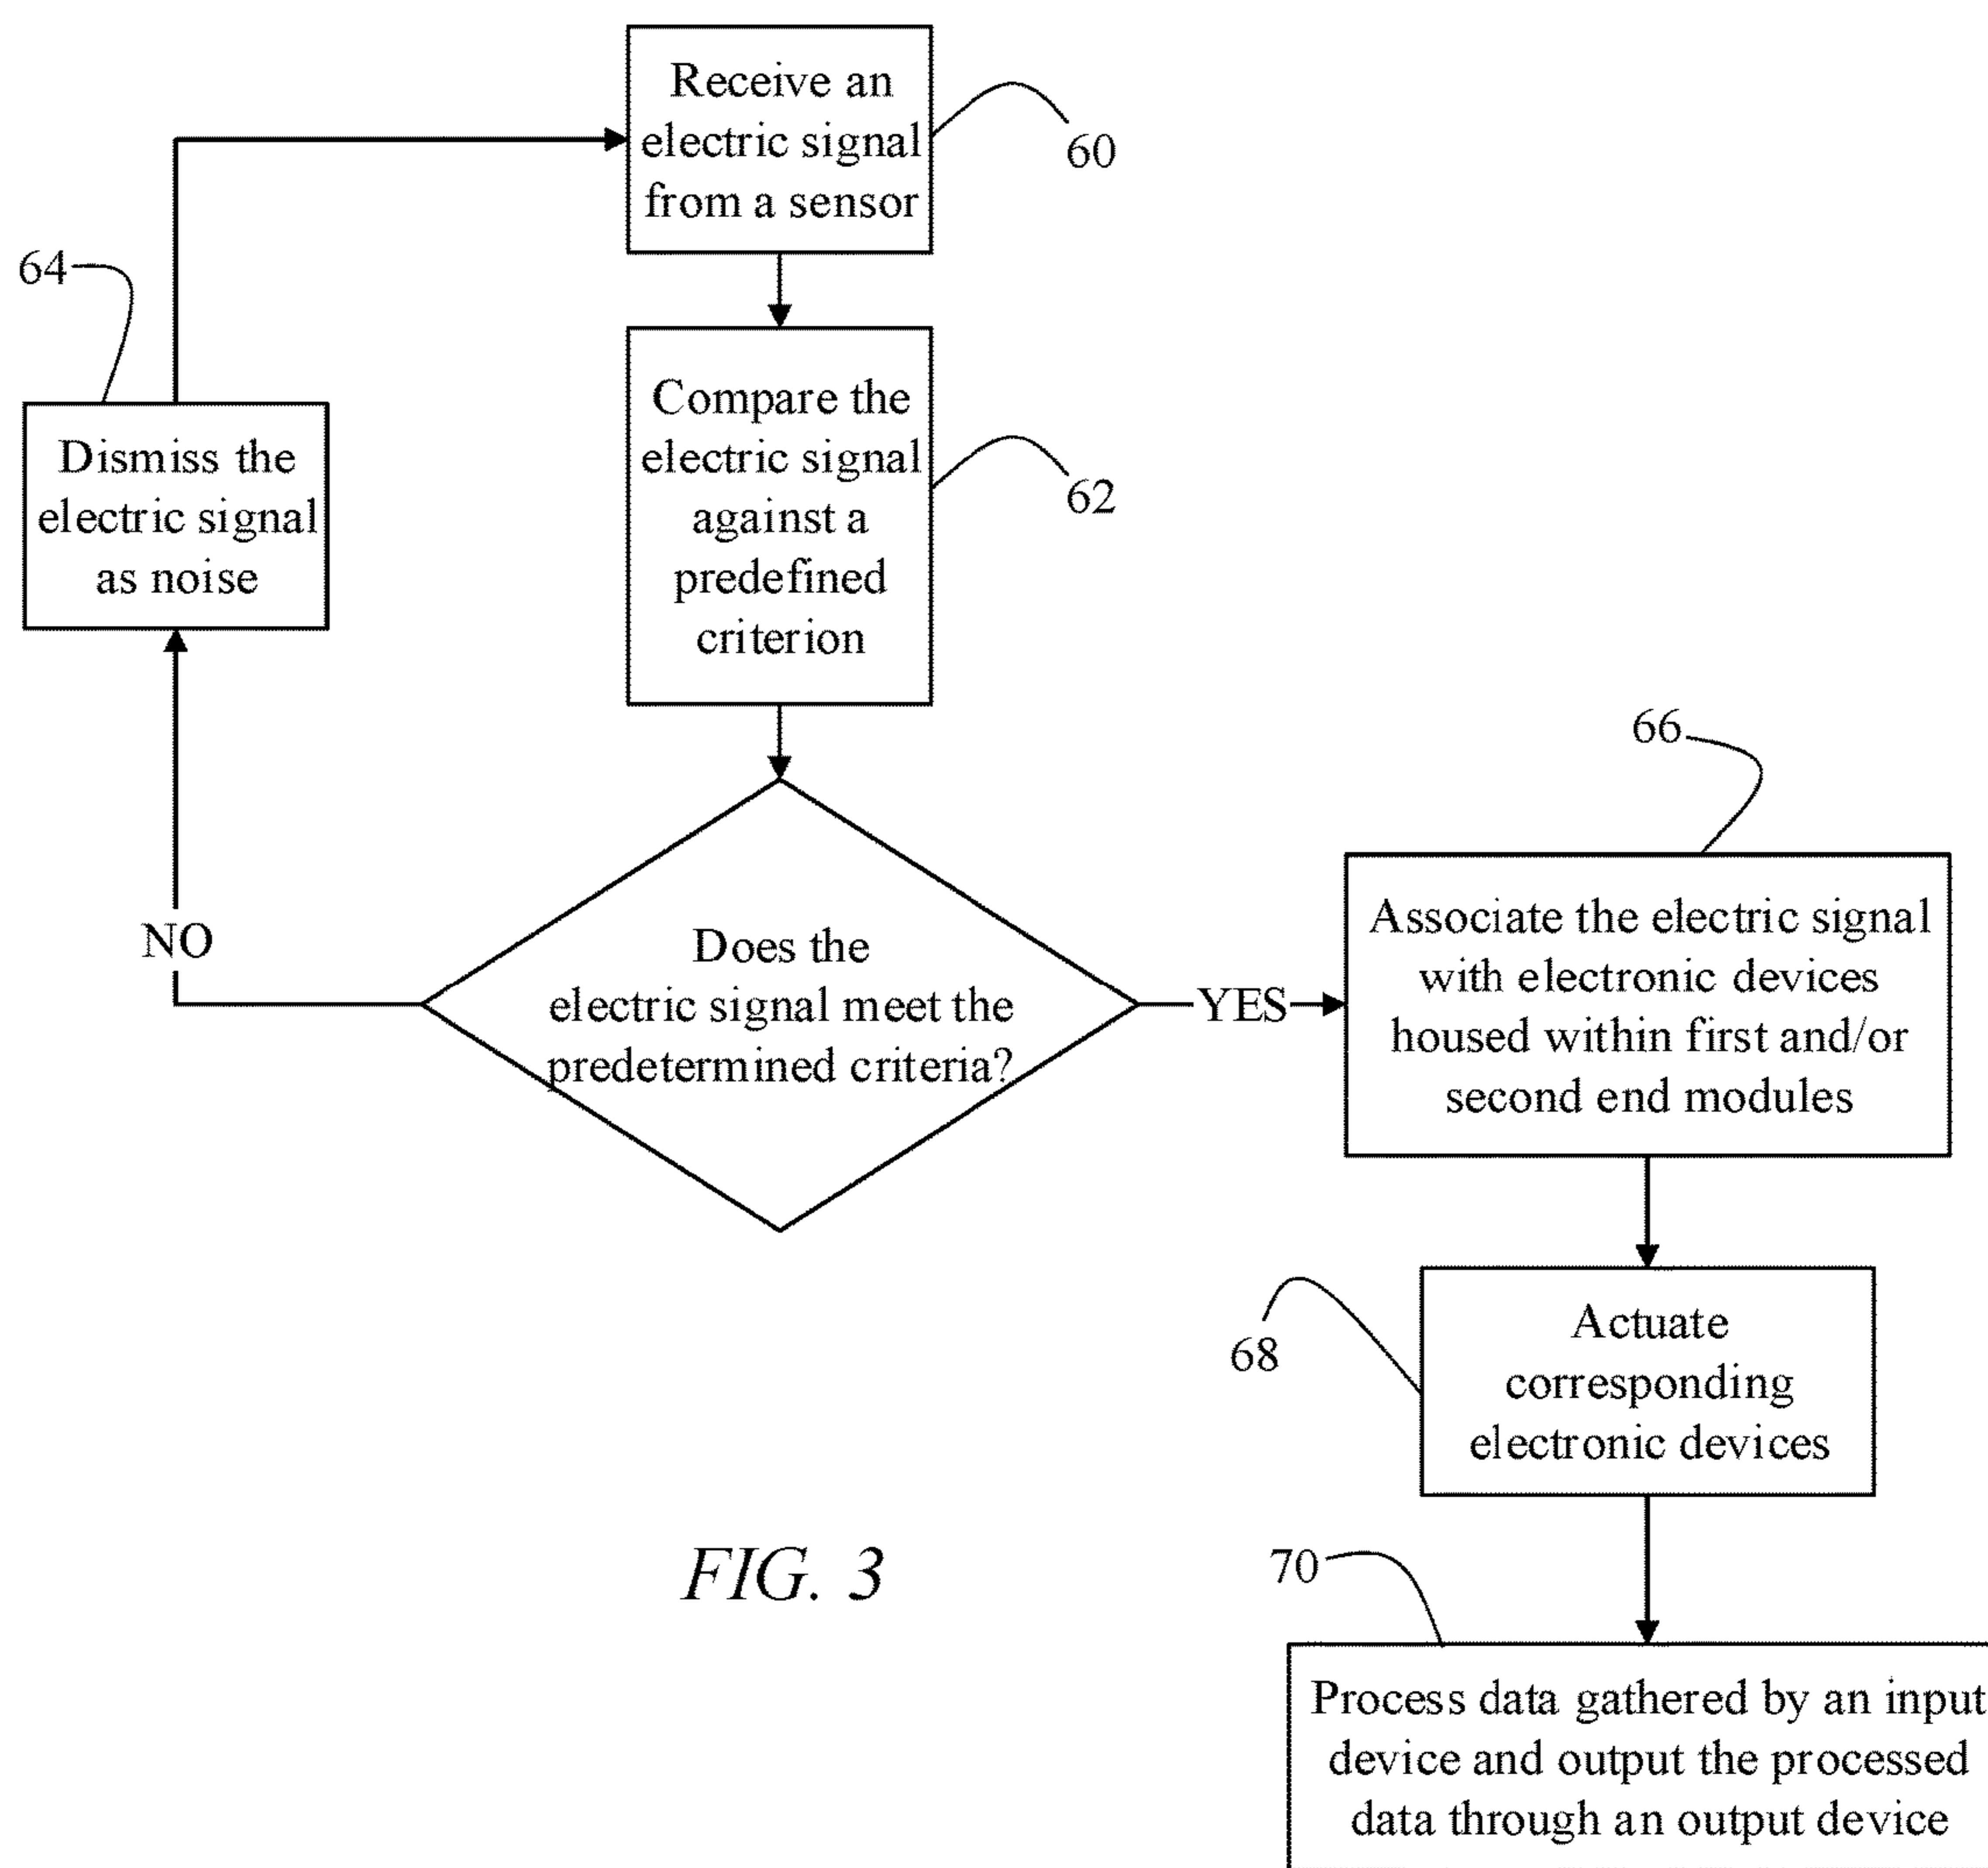 Receive an
electric signal
from a sensor
60
64
Compare the
electric signal
against a
predefined
criterion
62
Dismiss the
electric signal
as noise
NO
Does the
electric signal meet the
predetermined criteria?
YES
66
Associate the electric signal
with electronic devices
housed within first and/or
second end modules
68
Actuate
corresponding
electronic devices
FIG. 3
70
Process data gathered by an input
device and output the processed
data through an output device